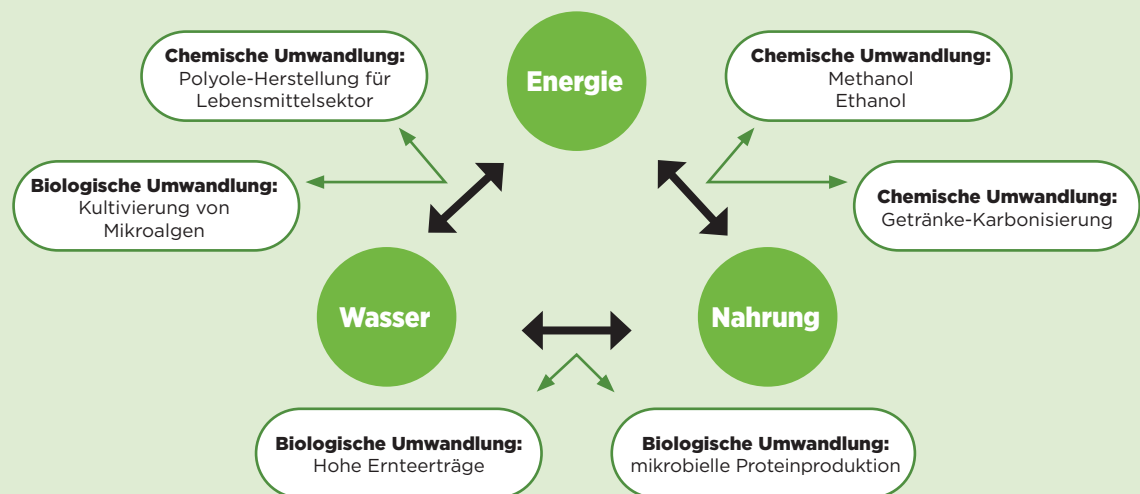 Chemische Umwandlung:
Polyole-Herstellung für
Lebensmittelsektor
Energie
Chemische Umwandlung:
Methanol
Ethanol
Biologische Umwandlung:
Kultivierung von
Mikroalgen
Chemische Umwandlung:
Getränke-Karbonisierung
Wasser
Nahrung
Biologische Umwandlung:
Hohe Ernteerträge
Biologische Umwandlung:
mikrobielle Proteinproduktion